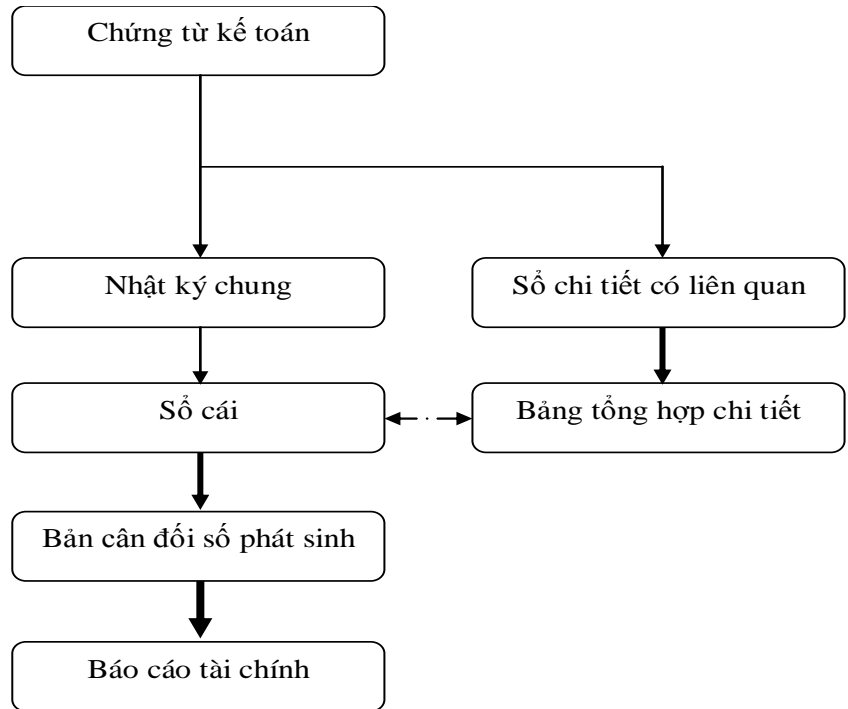 Chứng từ kế toán
Nhật ký chung
Sổ chi tiết có liên quan
Sổ cái
Bảng tổng hợp chi tiết
Bản cân đối số phát sinh
Báo cáo tài chính